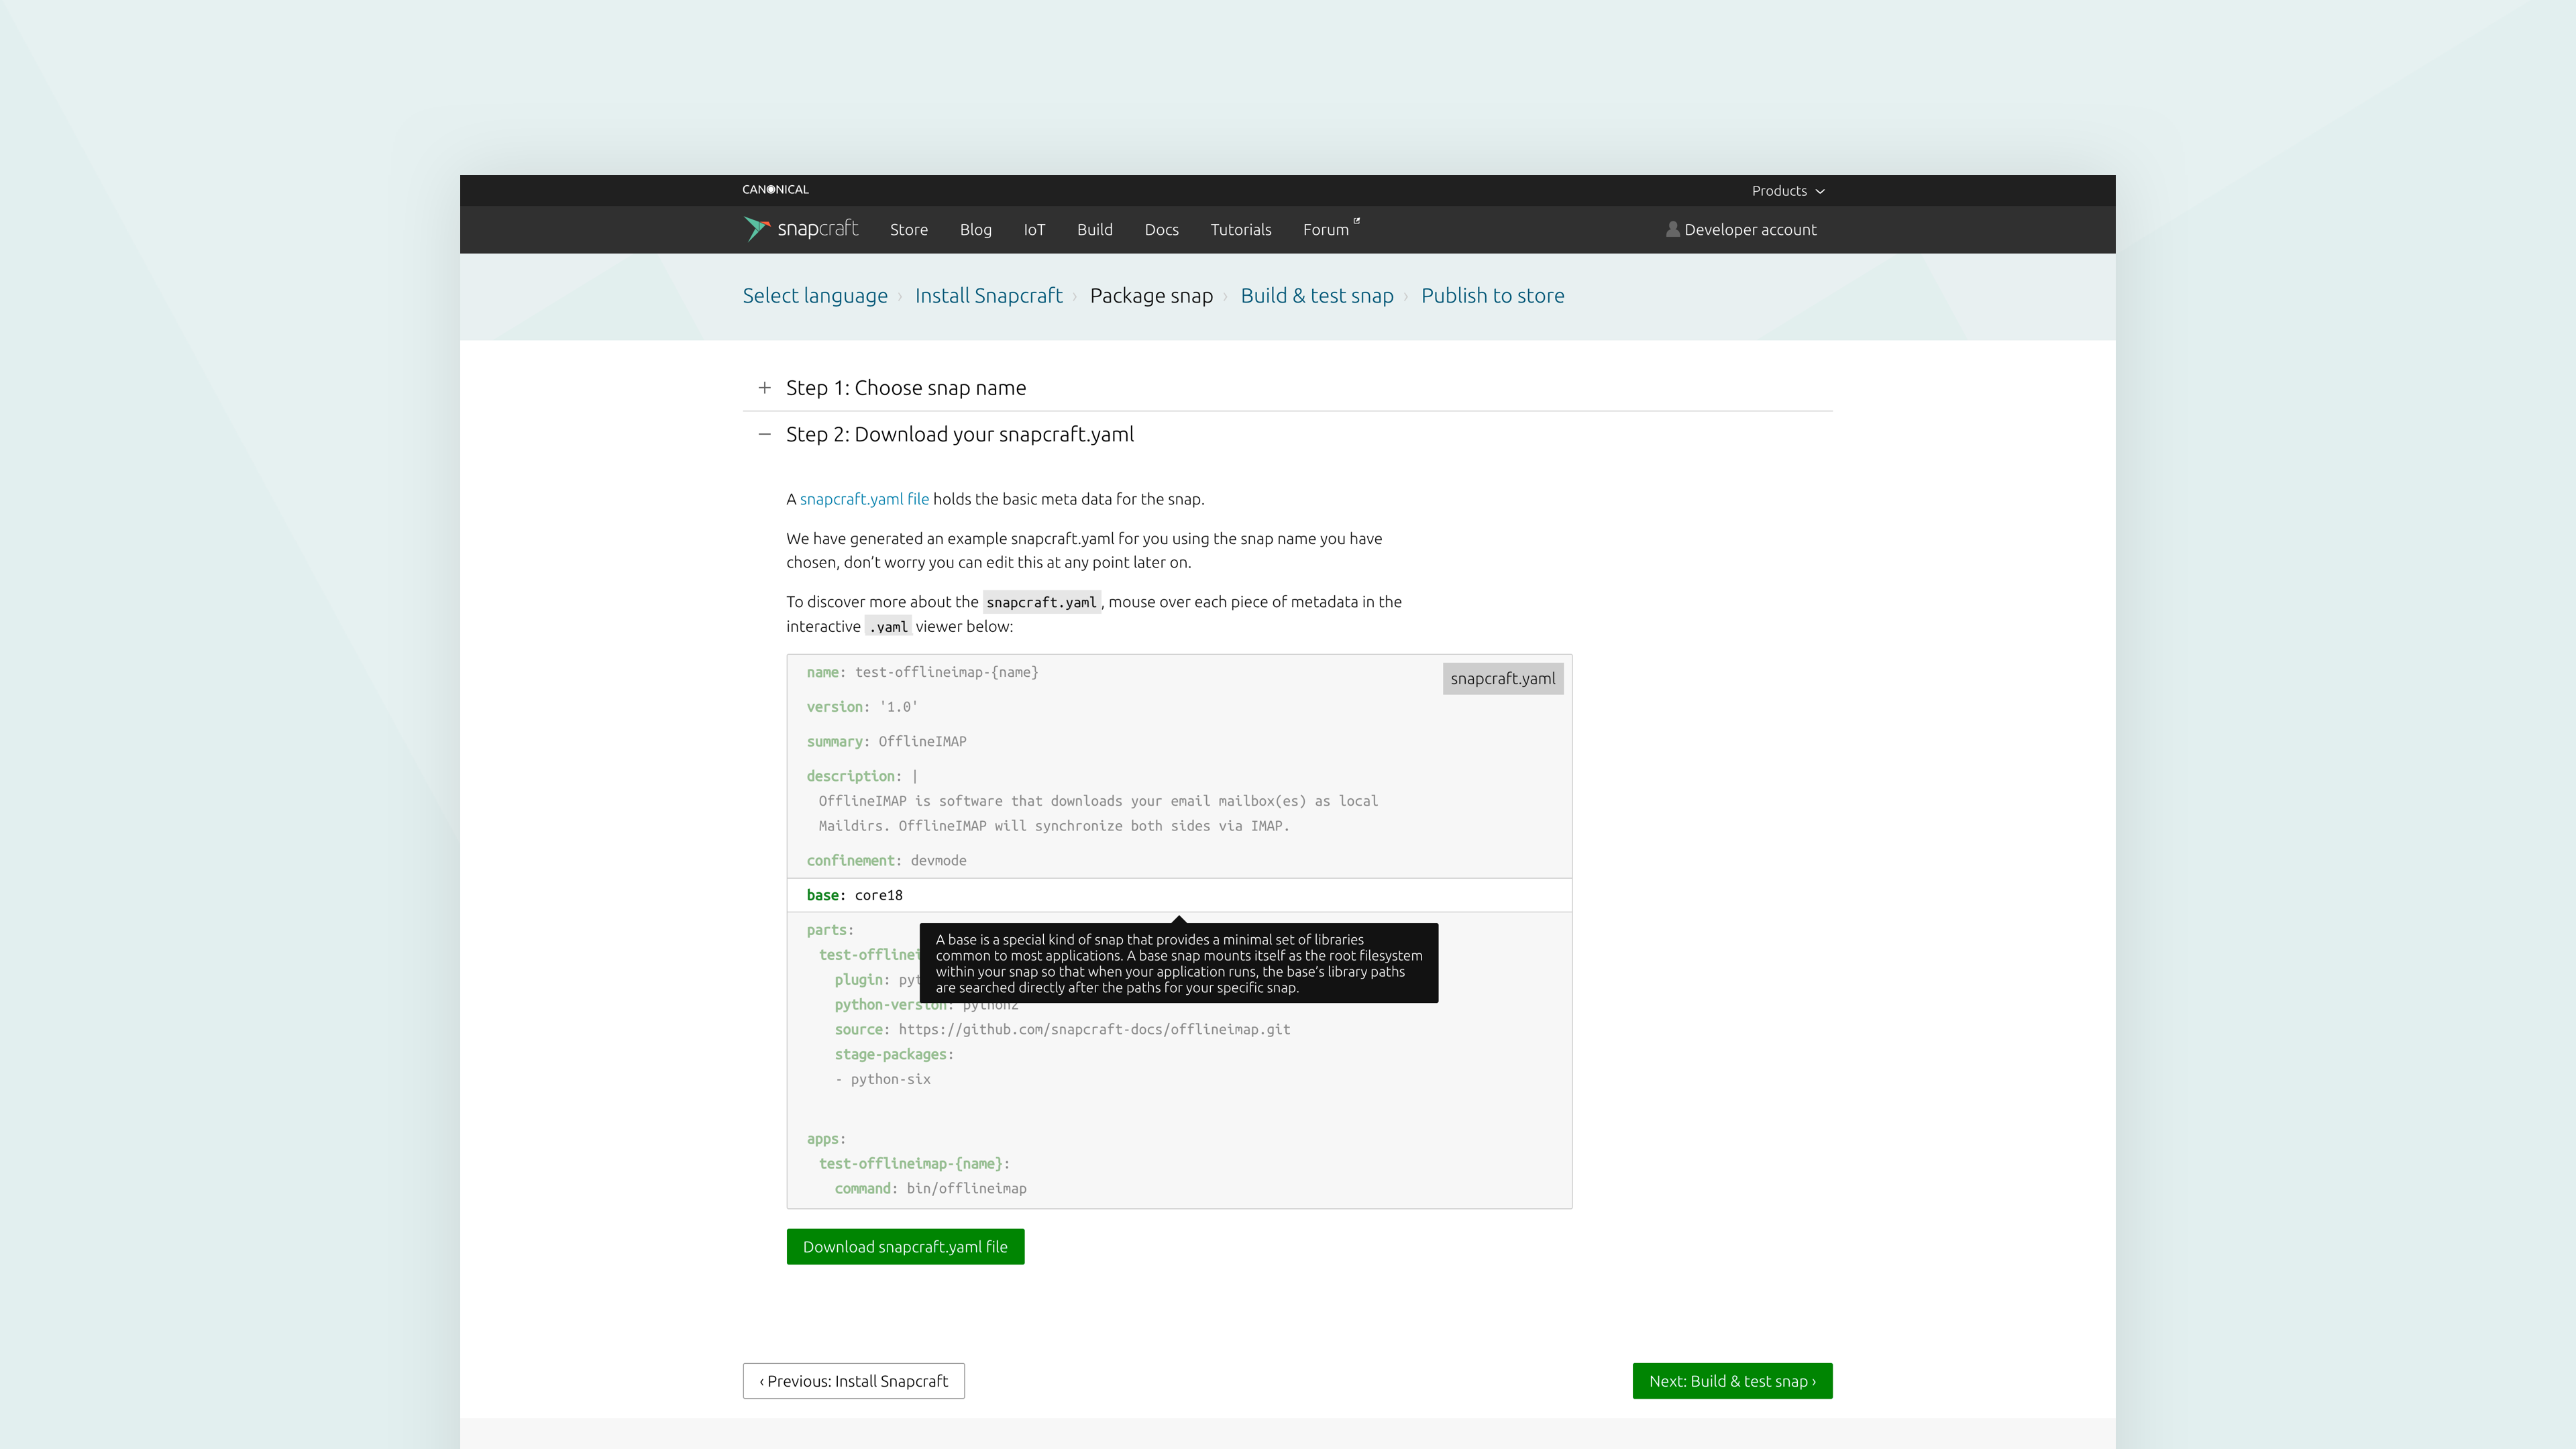 CANONICAL
Products
snapcraft Store Blog IoT Build Docs Tutorials Forum Developer account
Select language › Install Snapcraft › Package snap › Build & test snap › Publish to store
+ Step 1: Choose snap name
– Step 2: Download your snapcraft.yaml
A snapcraft.yaml file holds the basic meta data for the snap.
We have generated an example snapcraft.yaml for you using the snap name you have
chosen, don’t worry you can edit this at any point later on.
To discover more about the snapcraft.yaml, mouse over each piece of metadata in the
interactive .yaml viewer below:
snapcraft.yaml
name: test-offlineimap-{name}
version: '1.0'
summary: OfflineIMAP
description: |
OfflineIMAP is software that downloads your email mailbox(es) as local
Maildirs. OfflineIMAP will synchronize both sides via IMAP.
confinement: devmode
base: core18
A base is a special kind of snap that provides a minimal set of libraries
common to most applications. A base snap mounts itself as the root filesystem
within your snap so that when your application runs, the base’s library paths
are searched directly after the paths for your specific snap.
parts:
plugin:
python-version: python2
source: https://github.com/snapcraft-docs/offlineimap.git
stage-packages:
- python-six
apps:
test-offlineimap-{name}:
command: bin/offlineimap
Download snapcraft.yaml file
‹ Previous: Install Snapcraft
Next: Build & test snap ›